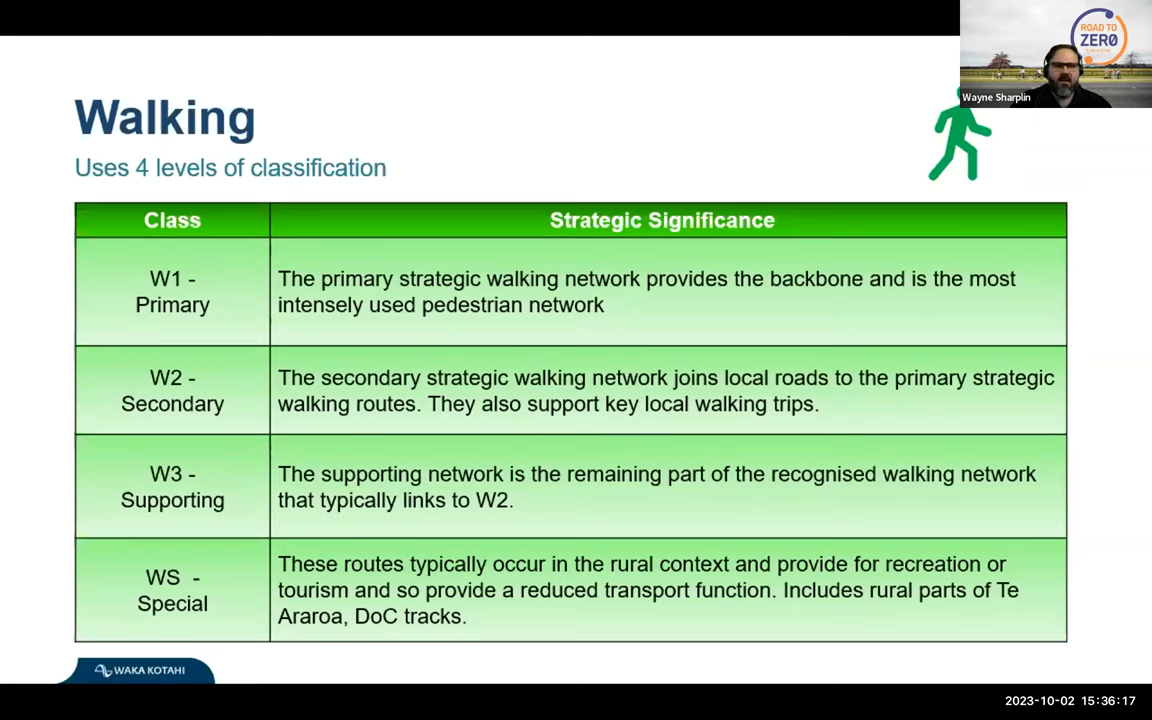 ROAD TO
ZERO
Wayne Sharplin
Walking
Uses 4 levels of classification
Class
Strategic Significance
W1 -
Primary
The primary strategic walking network provides the backbone and is the most
intensely used pedestrian network
W2 -
Secondary
The secondary strategic walking network joins local roads to the primary strategic
walking routes. They also support key local walking trips.
W3 -
Supporting
The supporting network is the remaining part of the recognised walking network
that typically links to W2.
WS -
Special
These routes typically occur in the rural context and provide for recreation or
tourism and so provide a reduced transport function. Includes rural parts of Te
Araroa, DoC tracks.
WAKA KOTAHI
2023-10-02 15:36:17